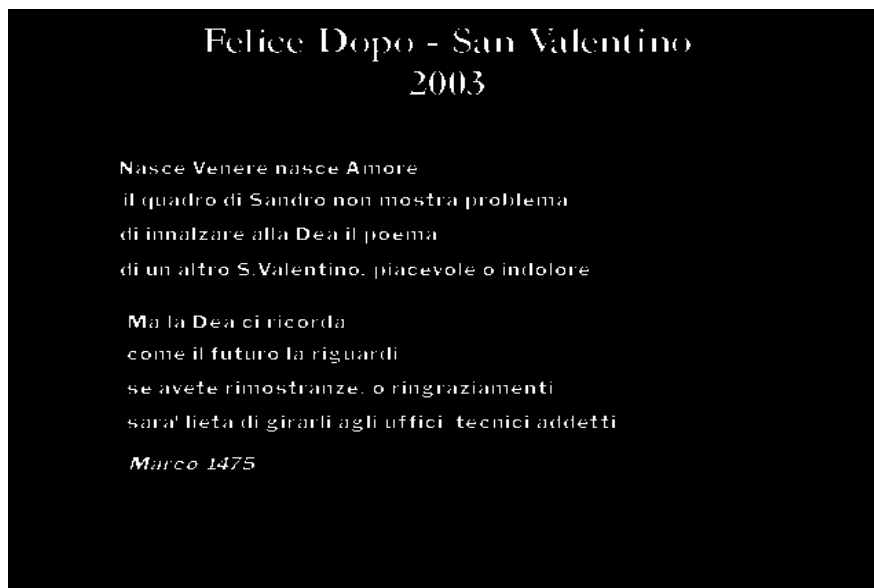 Felice Dopo - San Valentino
2003
Nasce Venere nasce Amore
il quadro di Sandro non mostra problema
di innalzare alla Dea il poema
di un altro S.Valentino, piacevole o indolore
Ma la Dea ci ricorda
come il futuro la riguardi
se avete rimostranze, o ringraziamenti
sara' lieta di girarli agli uffici tecnici addetti
Marco 1475